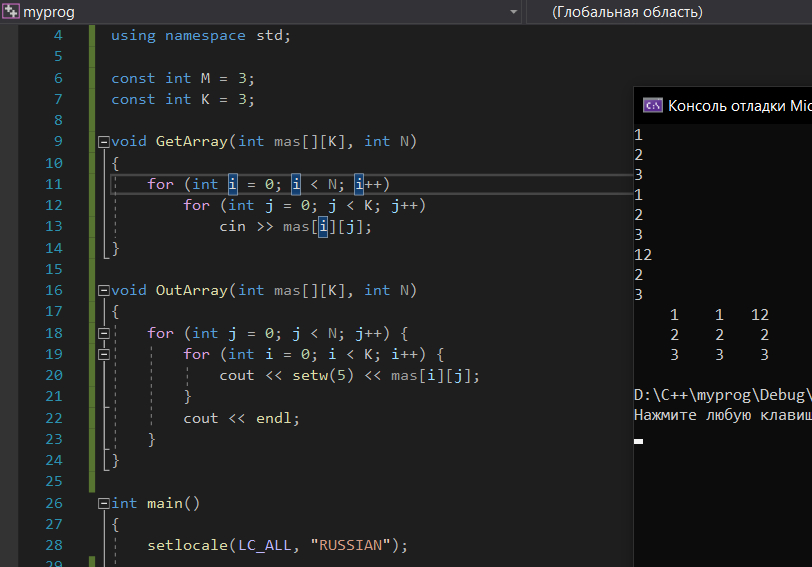 myprog (Глобальная область)
4 using namespace std;
5
6 const int M = 3;
7 const int K = 3;
8
9 void GetArray(int mas[][K], int N)
10 {
11 for (int i = 0; i < N; i++)
12 for (int j = 0; j < K; j++)
13 cin >> mas[i][j];
14 }
15
16 void OutArray(int mas[][K], int N)
17 {
18 for (int j = 0; j < N; j++) {
19 for (int i = 0; i < K; i++) {
20 cout << setw(5) << mas[i][j];
21 }
22 cout << endl;
23 }
24 }
25
26 int main()
27 {
28 setlocale(LC_ALL, "RUSSIAN");
29
C:\ Консоль отладки Mic
1
2
3
1
2
3
12
2
3
1 1 12
2 2 2
3 3 3
D:\C++\myprog\Debug\
Нажмите любую клавиш